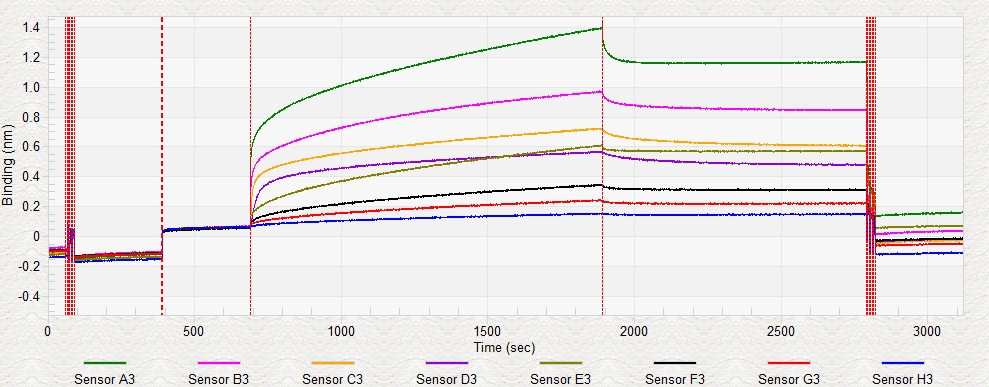 1.4
1.2
1.0
0.8
0.6
0.4
0.2
0
-0.2
-0.4
Binding (nm)
0 500 1000 1500 2000 2500 3000
Time (sec)
Sensor A3 Sensor B3 Sensor C3 Sensor D3 Sensor E3 Sensor F3 Sensor G3 Sensor H3